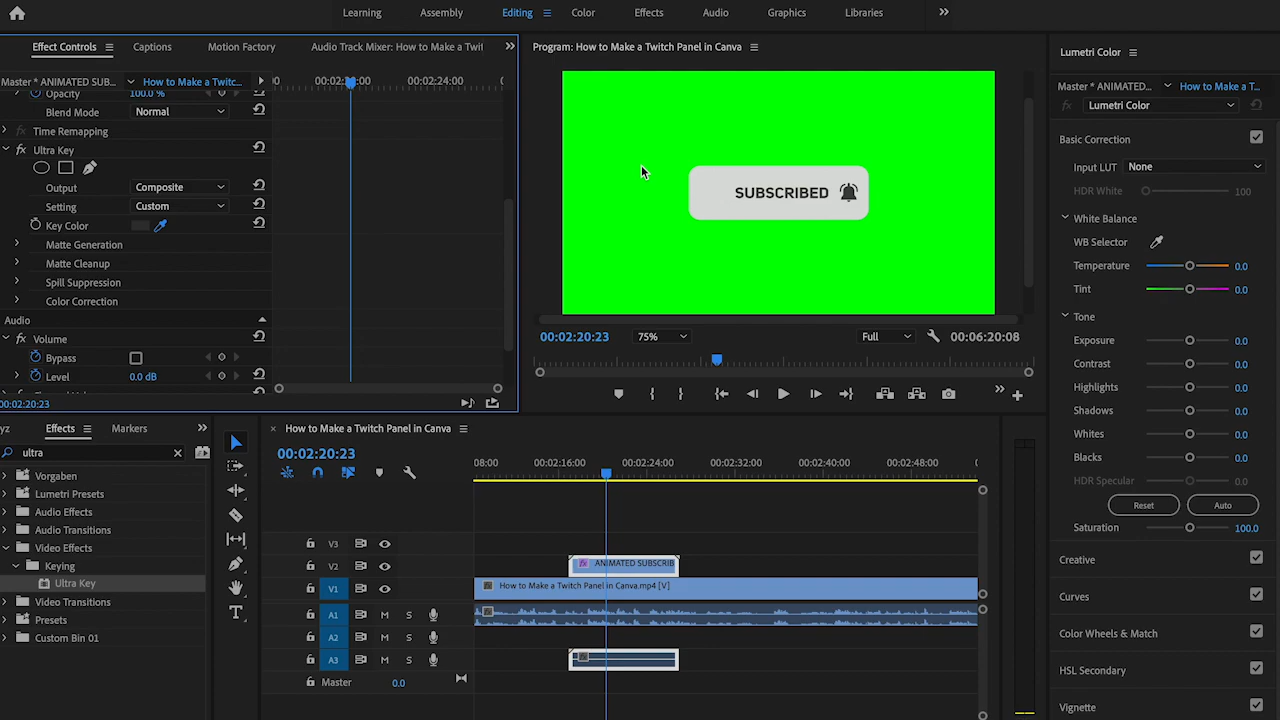 Learning Assembly Editing Color Effects Audio Graphics Libraries
Effect Controls Captions Motion Factory Audio Track Mixer: How to Make a Twit
Master * ANIMATED SUB... How to Make a Twitc... 00:02:24:00
Opacity 100.0 %
Blend Mode Normal
Time Remapping
Ultra Key
Output Composite
Setting Custom
Key Color
Matte Generation
Matte Cleanup
Spill Suppression
Color Correction
Audio
Volume
Bypass
Level 0.0 dB
00:02:20:23
Program: How to Make a Twitch Panel in Canva
SUBSCRIBED
00:02:20:23 75% Full 00:06:20:08
Lumetri Color
Master * ANIMATED... How to Make a T...
fx Lumetri Color
Basic Correction
Input LUT None
HDR White 100
White Balance
WB Selector
Temperature 0.0
Tint 0.0
Tone
Exposure 0.0
Contrast 0.0
Highlights 0.0
Shadows 0.0
Whites 0.0
Blacks 0.0
HDR Specular 0.0
Reset Auto
Saturation 100.0
Creative
Curves
Color Wheels & Match
HSL Secondary
Vignette
yz Effects Markers
ultra
Vorgaben
Lumetri Presets
Audio Effects
Audio Transitions
Video Effects
Keying
Ultra Key
Video Transitions
Presets
Custom Bin 01
× How to Make a Twitch Panel in Canva
00:02:20:23
08:00 00:02:16:00 00:02:24:00 00:02:32:00 00:02:40:00 00:02:48:00
V3
V2 fx ANIMATED SUBSCRIB
V1 fx How to Make a Twitch Panel in Canva.mp4 [V]
A1 M S
A2 M S
A3 M S
Master 0.0